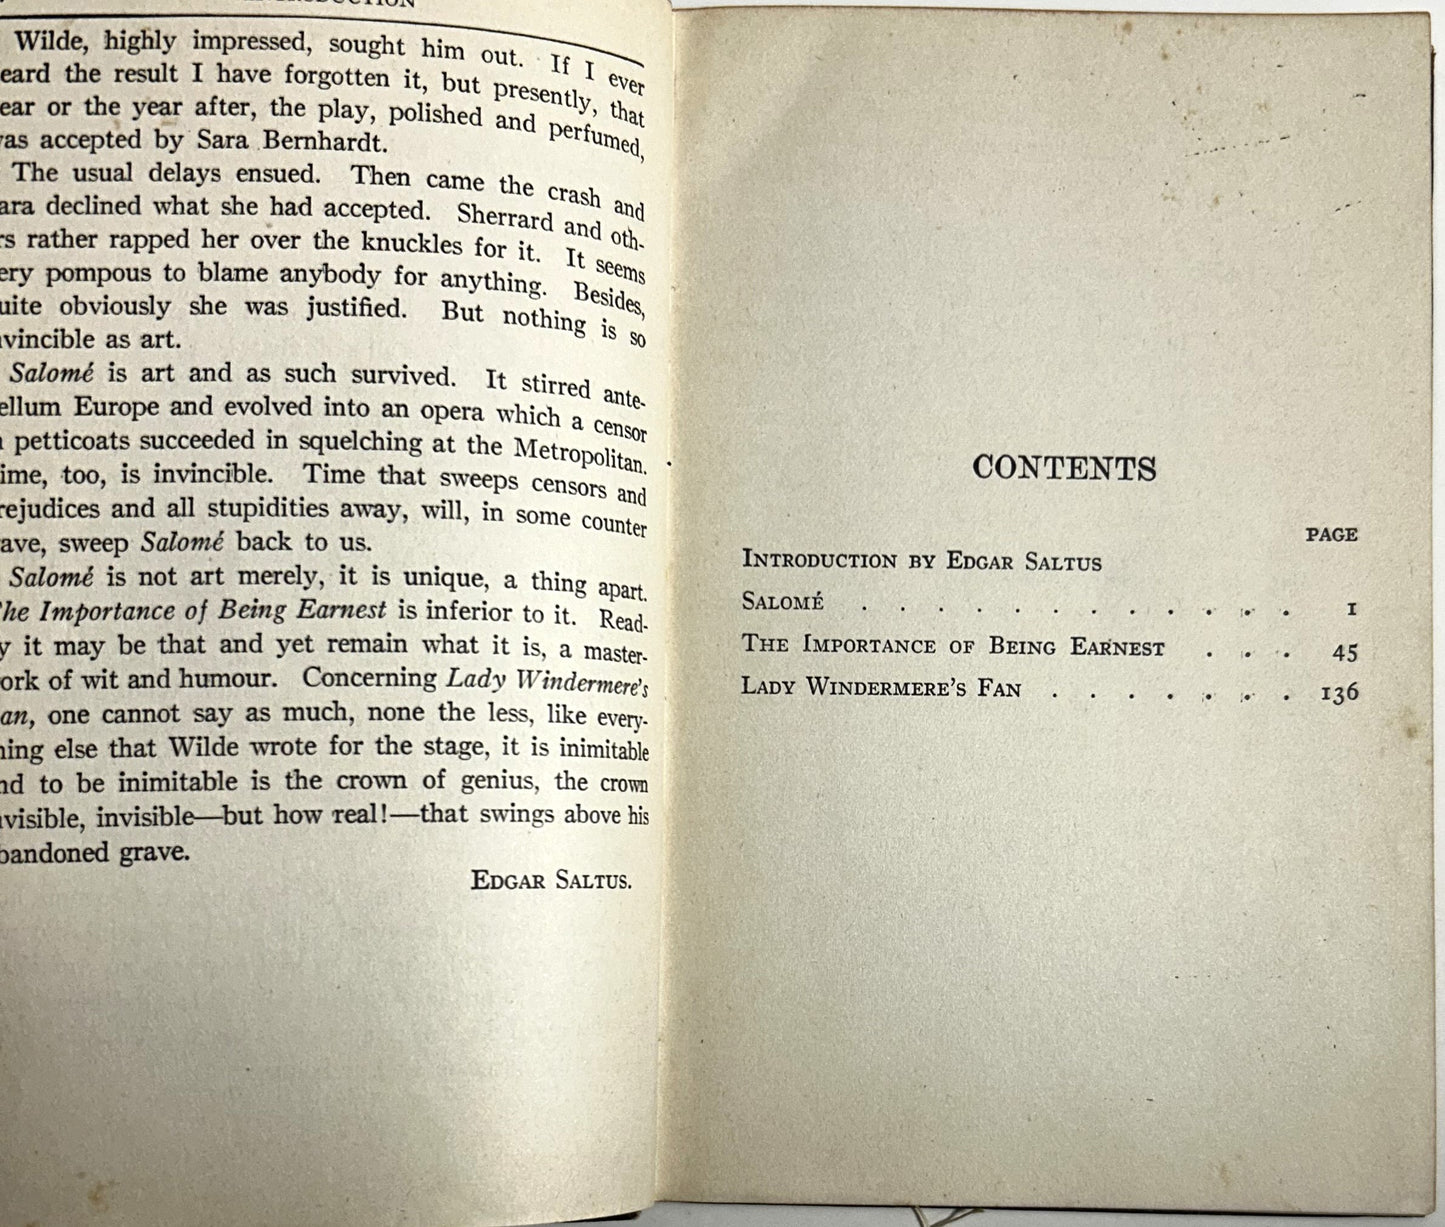 INTRODUCTION
Wilde, highly impressed, sought him out. If I ever
eard the result I have forgotten it, but presently, that
ear or the year after, the play, polished and perfumed,
was accepted by Sara Bernhardt.
The usual delays ensued. Then came the crash and
ara declined what she had accepted. Sherrard and oth-
rs rather rapped her over the knuckles for it. It seems
ery pompous to blame anybody for anything. Besides,
uite obviously she was justified. But nothing is so
nvincible as art.
Salomé is art and as such survived. It stirred ante-
ellum Europe and evolved into an opera which a censor
n petticoats succeeded in squelching at the Metropolitan.
ime, too, is invincible. Time that sweeps censors and
rejudices and all stupidities away, will, in some counter
ave, sweep Salomé back to us.
Salomé is not art merely, it is unique, a thing apart.
The Importance of Being Earnest is inferior to it. Read-
y it may be that and yet remain what it is, a master-
ork of wit and humour. Concerning Lady Windermere's
an, one cannot say as much, none the less, like every-
hing else that Wilde wrote for the stage, it is inimitable
nd to be inimitable is the crown of genius, the crown
nvisible, invisible—but how real!—that swings above his
bandoned grave.
EDGAR SALTUS.
CONTENTS
PAGE
INTRODUCTION BY EDGAR SALTUS
SALOMÉ . . . . . . . . . . . . 1
THE IMPORTANCE OF BEING EARNEST . . . 45
LADY WINDERMERE'S FAN . . . . . . . 136